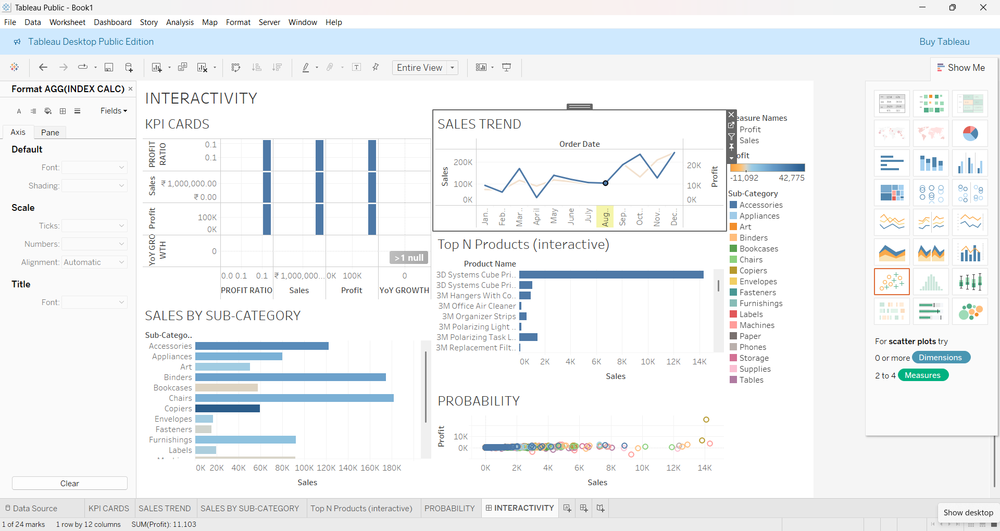 Tableau Public - Book1
File Data Worksheet Dashboard Story Analysis Map Format Server Window Help
Tableau Desktop Public Edition
Buy Tableau
Entire View
Show Me
Format AGG(INDEX CALC)
Fields
Axis
Pane
Default
Font:
Shading:
Scale
Ticks:
Numbers:
Alignment: Automatic
Title
Font:
Clear
INTERACTIVITY
KPI CARDS
PROFIT
RATIO
0.1
0.1
Sales
₹1,000,000.00
₹0.00
Profit
100K
0K
YoY GRO
WTH
0
>1 null
0.0 0.1 0.1 ₹1,000,000... 0K 100K 0
PROFIT RATIO Sales Profit YoY GROWTH
SALES BY SUB-CATEGORY
Sub-Catego..
Accessories
Appliances
Art
Binders
Bookcases
Chairs
Copiers
Envelopes
Fasteners
Furnishings
Labels
0K 20K 40K 60K 80K 100K 120K 140K 160K 180K
Sales
SALES TREND
Order Date
Sales
200K
100K
0K
20K
10K
0K
Profit
Jan.. Feb.. Mar.. April May June July Aug.. Sep.. Oct.. Nov.. Dec..
Top N Products (interactive)
Product Name
3D Systems Cube Pri..
3D Systems Cube Pri..
3M Hangers With Co..
3M Office Air Cleaner
3M Organizer Strips
3M Polarizing Light ..
3M Polarizing Task L..
3M Replacement Filt..
0K 2K 4K 6K 8K 10K 12K 14K
Sales
PROBABILITY
Profit
10K
0K
0K 2K 4K 6K 8K 10K 12K 14K
Sales
easure Names
Profit
Sales
ofit
-11,092 42,775
Sub-Category
Accessories
Appliances
Art
Binders
Bookcases
Chairs
Copiers
Envelopes
Fasteners
Furnishings
Labels
Machines
Paper
Phones
Storage
Supplies
Tables
For scatter plots try
0 or more Dimensions
2 to 4 Measures
Data Source KPI CARDS SALES TREND SALES BY SUB-CATEGORY Top N Products (interactive) PROBABILITY INTERACTIVITY
Show desktop
1 of 24 marks 1 row by 12 columns SUM(Profit): 11,103